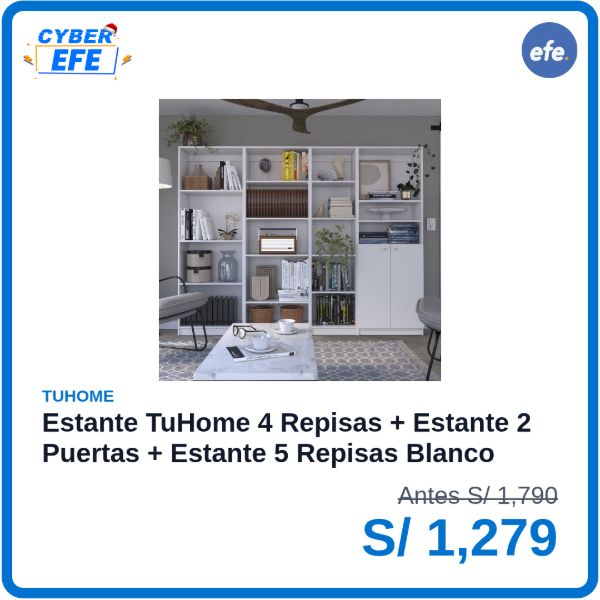 CYBER
EFE
efe.
TUHOME
Estante TuHome 4 Repisas + Estante 2
Puertas + Estante 5 Repisas Blanco
Antes S/ 1,790
S/ 1,279